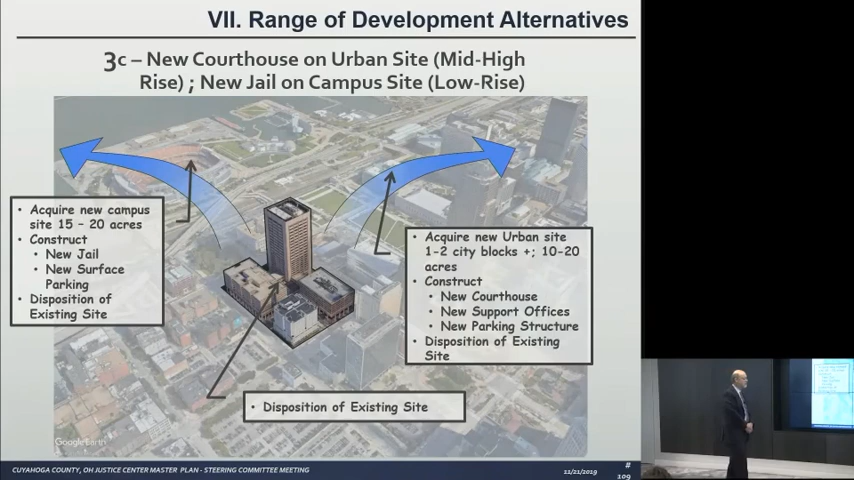 VII. Range of Development Alternatives
3c – New Courthouse on Urban Site (Mid-High
Rise) ; New Jail on Campus Site (Low-Rise)
• Acquire new campus
site 15 – 20 acres
• Construct
• New Jail
• New Surface
Parking
• Disposition of
Existing Site
• Acquire new Urban site
1-2 city blocks +; 10-20
acres
• Construct
• New Courthouse
• New Support Offices
• New Parking Structure
• Disposition of Existing
Site
• Disposition of Existing Site
Google Earth
CUYAHOGA COUNTY, OH JUSTICE CENTER MASTER PLAN - STEERING COMMITTEE MEETING
11/21/2019
#
109